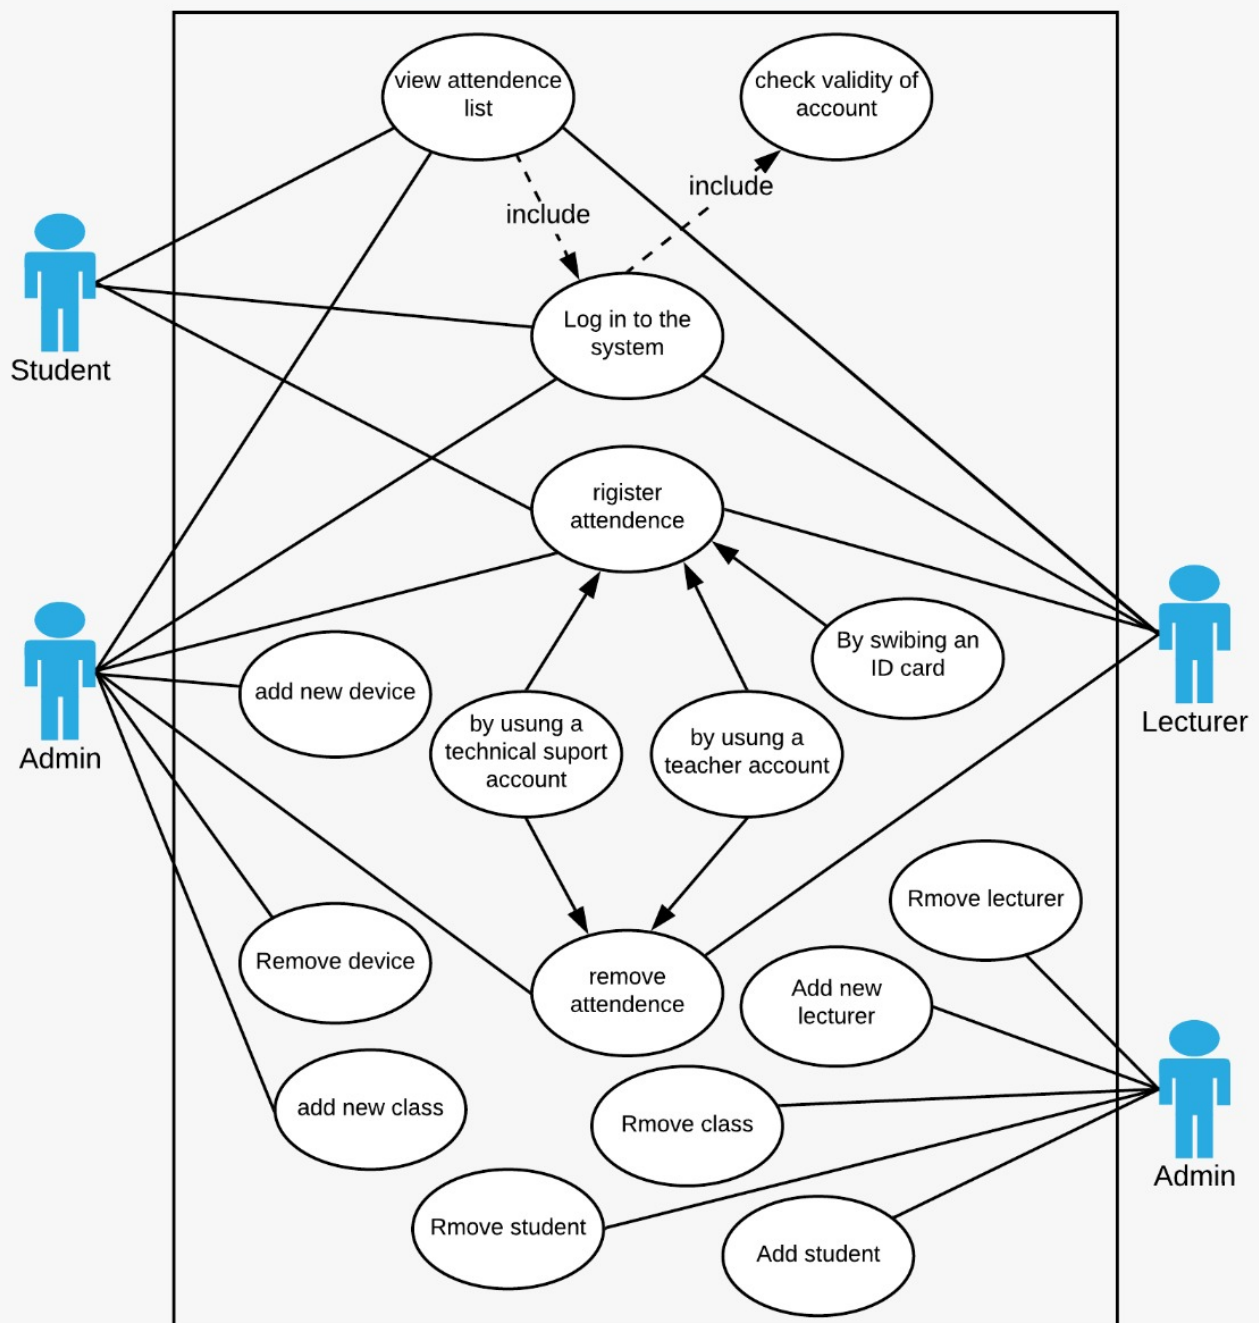 view attendence
list
check validity of
account
include
include
Student
Log in to the
system
rigister
attendence
By swibing an
ID card
add new device
Admin
by usung a
technical suport
account
by usung a
teacher account
Lecturer
Rmove lecturer
Remove device
remove
attendence
Add new
lecturer
add new class
Rmove class
Admin
Rmove student
Add student